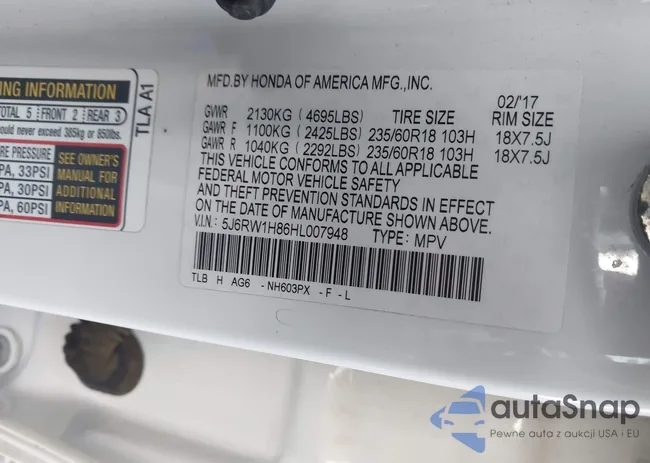 NG INFORMATION
TOTAL 5 FRONT 2 REAR 3
ould never exceed 385kg or 850lbs.
RE PRESSURE
PA, 33PSI
PA, 30PSI
PA, 60PSI
SEE OWNER'S
MANUAL FOR
ADDITIONAL
INFORMATION
TLA A1
MFD.BY HONDA OF AMERICA MFG.,INC.
02/'17
GVWR 2130KG (4695LBS) TIRE SIZE RIM SIZE
GAWR F 1100KG (2425LBS) 235/60R18 103H 18X7.5J
GAWR R 1040KG (2292LBS) 235/60R18 103H 18X7.5J
THIS VEHICLE CONFORMS TO ALL APPLICABLE
FEDERAL MOTOR VEHICLE SAFETY
AND THEFT PREVENTION STANDARDS IN EFFECT
ON THE DATE OF MANUFACTURE SHOWN ABOVE.
V.I.N.: 5J6RW1H86HL007948 TYPE: MPV
TLB H AG6 -NH603PX -F-L
autaSnap
Pewne auta z aukcji USA i EU